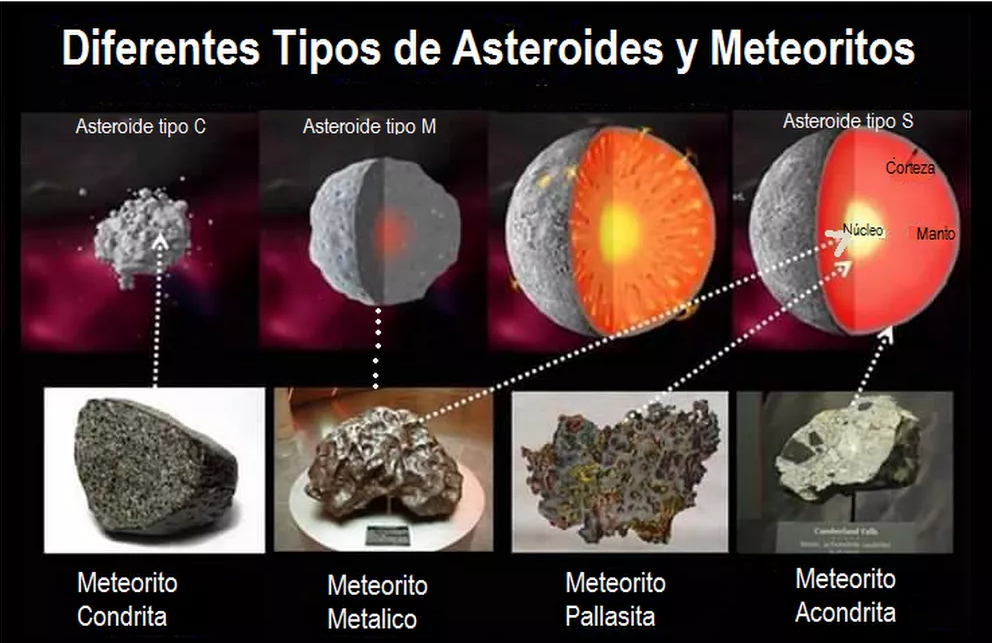 Diferentes Tipos de Asteroides y Meteoritos
Asteroide tipo C
Asteroide tipo M
Asteroide tipo S
Corteza
Núcleo
Manto
Cumberland Falls
Meteorito
Condrita
Meteorito
Metalico
Meteorito
Pallasita
Meteorito
Acondrita